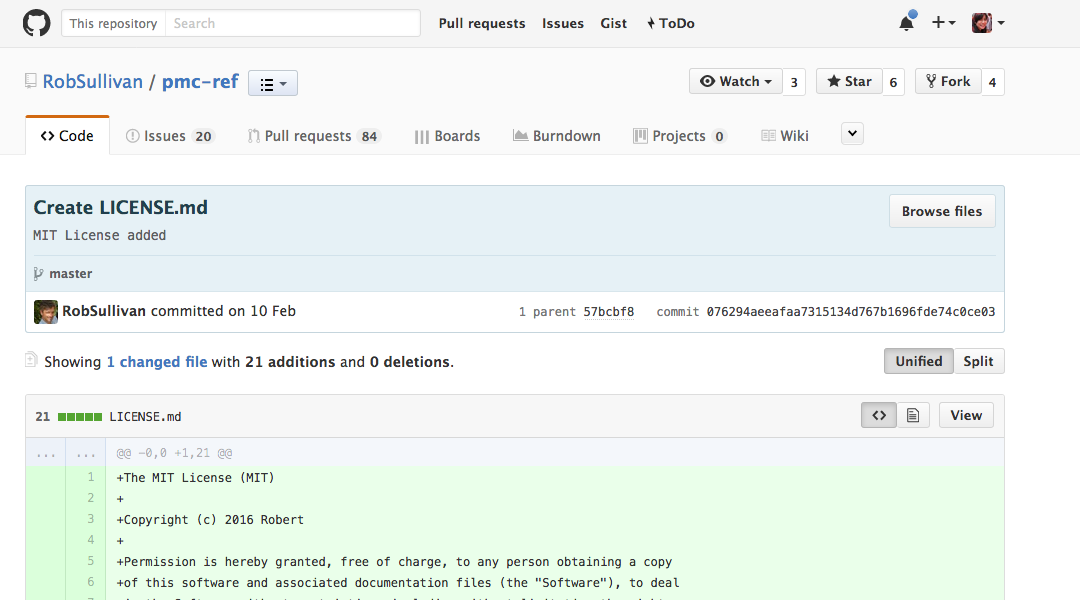 This repository Search Pull requests Issues Gist ToDo
RobSullivan / pmc-ref Watch 3 Star 6 Fork 4
Code Issues 20 Pull requests 84 Boards Burndown Projects 0 Wiki
Create LICENSE.md Browse files
MIT License added
master
RobSullivan committed on 10 Feb 1 parent 57bcbf8 commit 076294aeeafaa7315134d767b1696fde74c0ce03
Showing 1 changed file with 21 additions and 0 deletions. Unified Split
21 LICENSE.md <> View
... ... @@ -0,0 +1,21 @@
1 +The MIT License (MIT)
2 +
3 +Copyright (c) 2016 Robert
4 +
5 +Permission is hereby granted, free of charge, to any person obtaining a copy
6 +of this software and associated documentation files (the "Software"), to deal